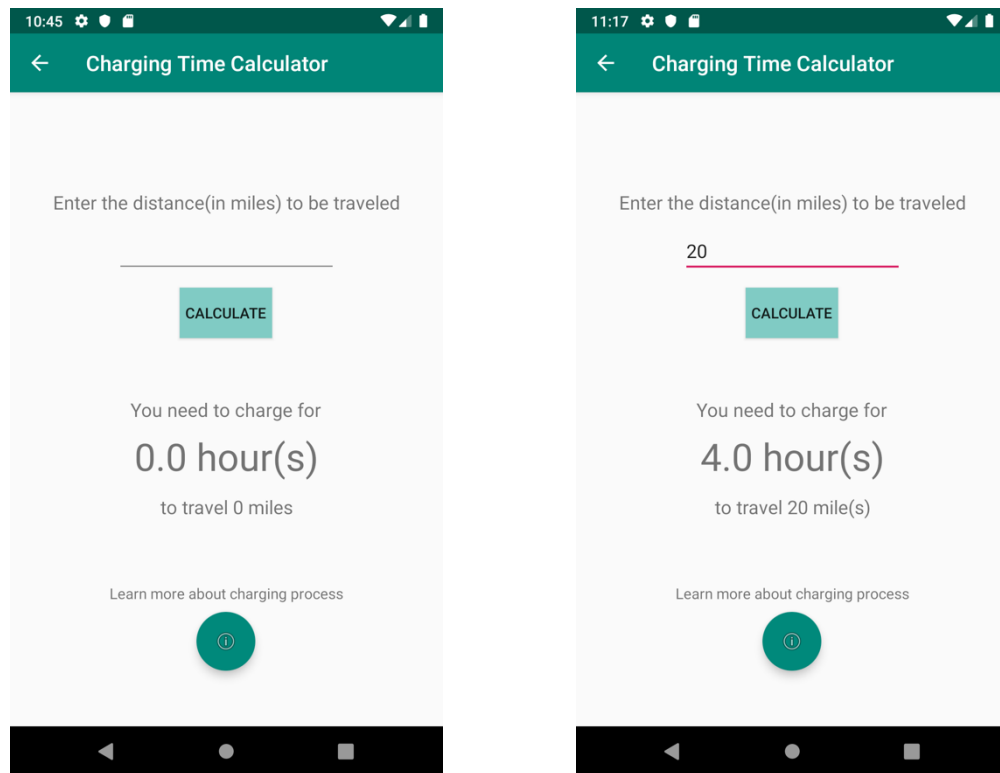 10:45
Charging Time Calculator
Enter the distance(in miles) to be traveled
CALCULATE
You need to charge for
0.0 hour(s)
to travel 0 miles
Learn more about charging process
11:17
Charging Time Calculator
Enter the distance(in miles) to be traveled
20
CALCULATE
You need to charge for
4.0 hour(s)
to travel 20 mile(s)
Learn more about charging process